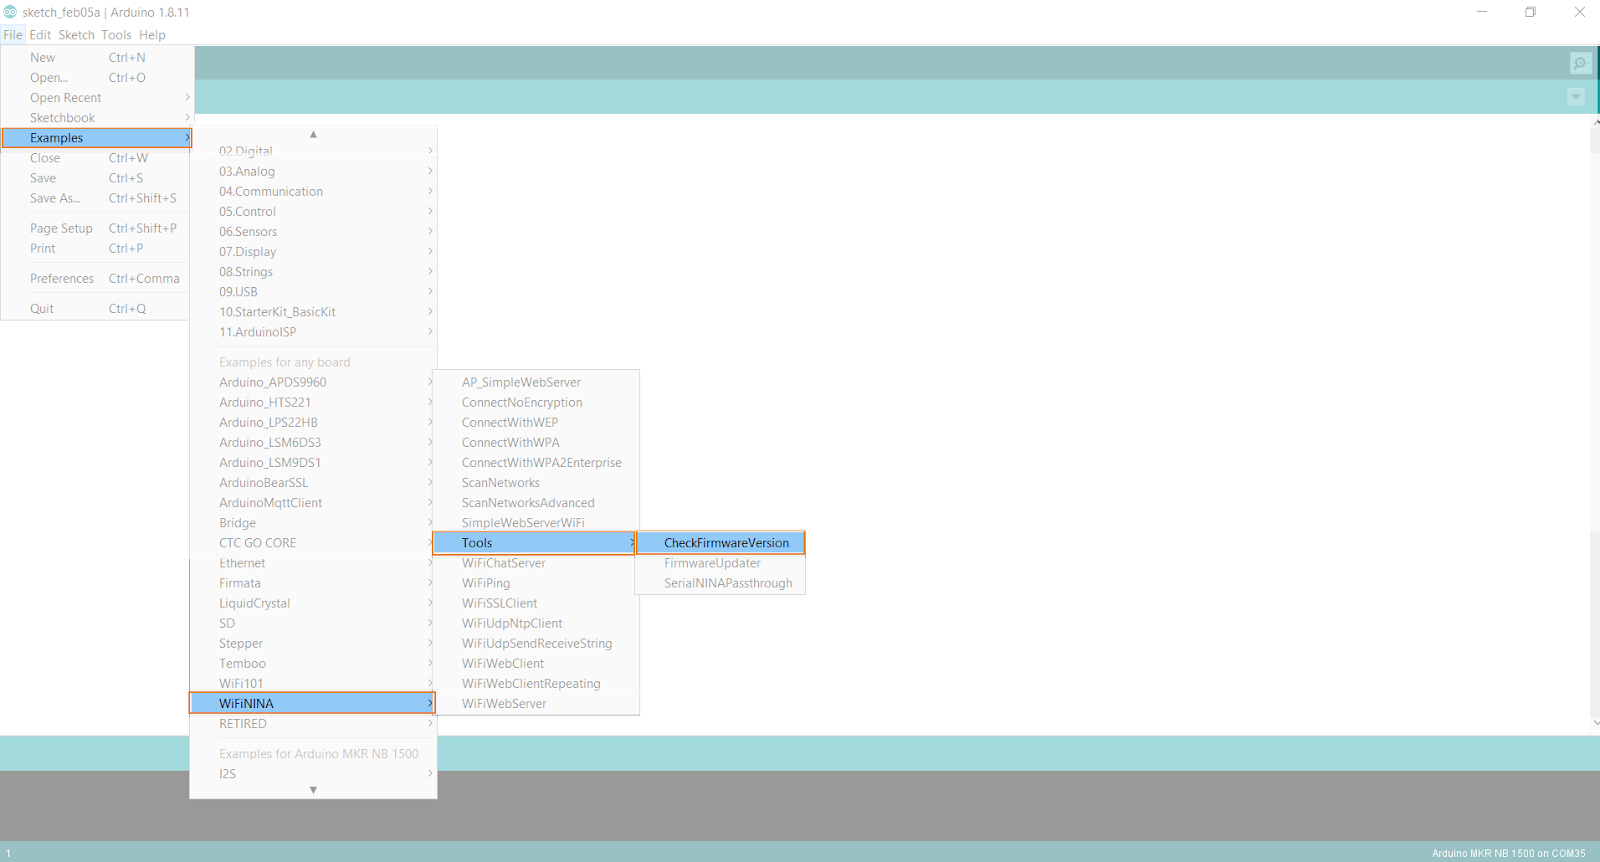 sketch_feb05a | Arduino 1.8.11
File Edit Sketch Tools Help
New Ctrl+N
Open... Ctrl+O
Open Recent
Sketchbook
Examples
Close Ctrl+W
Save Ctrl+S
Save As... Ctrl+Shift+S
Page Setup Ctrl+Shift+P
Print Ctrl+P
Preferences Ctrl+Comma
Quit Ctrl+Q
02.Digital
03.Analog
04.Communication
05.Control
06.Sensors
07.Display
08.Strings
09.USB
10.StarterKit_BasicKit
11.ArduinoISP
Examples for any board
Arduino_APDS9960
Arduino_HTS221
Arduino_LPS22HB
Arduino_LSM6DS3
Arduino_LSM9DS1
ArduinoBearSSL
ArduinoMqttClient
Bridge
CTC GO CORE
Ethernet
Firmata
LiquidCrystal
SD
Stepper
Temboo
WiFi101
WiFiNINA
RETIRED
Examples for Arduino MKR NB 1500
I2S
AP_SimpleWebServer
ConnectNoEncryption
ConnectWithWEP
ConnectWithWPA
ConnectWithWPA2Enterprise
ScanNetworks
ScanNetworksAdvanced
SimpleWebServerWiFi
Tools
WiFiChatServer
WiFiPing
WiFiSSLClient
WiFiUdpNtpClient
WiFiUdpSendReceiveString
WiFiWebClient
WiFiWebClientRepeating
WiFiWebServer
CheckFirmwareVersion
FirmwareUpdater
SerialNINAPassthrough
1
Arduino MKR NB 1500 on COM35